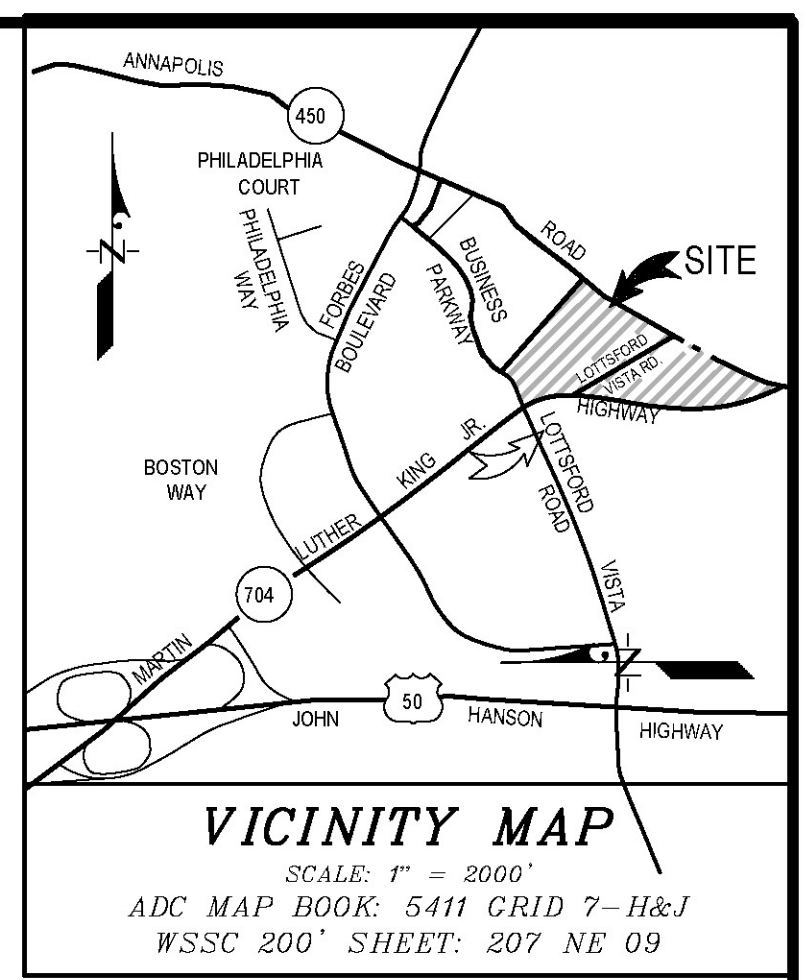 ANNAPOLIS
450
PHILADELPHIA
COURT
PHILADELPHIA
WAY
FORBES
BOULEVARD
BUSINESS
PARKWAY
ROAD
SITE
LOTTSFORD
VISTA RD.
HIGHWAY
N
BOSTON
WAY
JR.
KING
LUTHER
LOTTSFORD
ROAD
VISTA
704
MARTIN
N
JOHN
50
HANSON
HIGHWAY
VICINITY MAP
SCALE: 1" = 2000'
ADC MAP BOOK: 5411 GRID 7-H&J
WSSC 200' SHEET: 207 NE 09